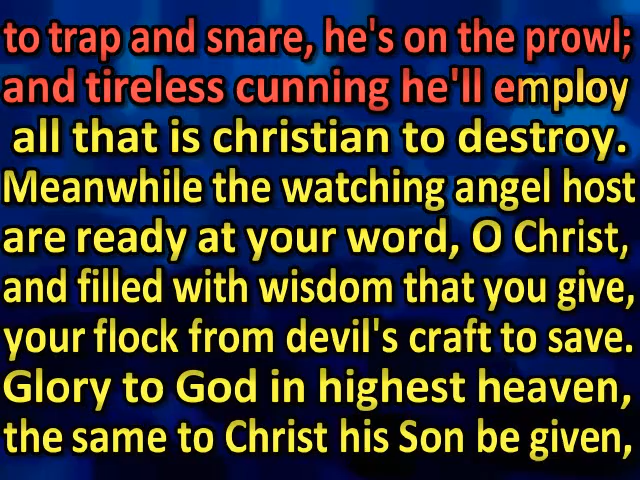 to trap and snare, he's on the prowl;
and tireless cunning he'll employ
all that is christian to destroy.
Meanwhile the watching angel host
are ready at your word, O Christ,
and filled with wisdom that you give,
your flock from devil's craft to save.
Glory to God in highest heaven,
the same to Christ his Son be given,